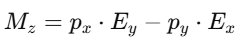 M_z = p_x · E_y − p_y · E_x